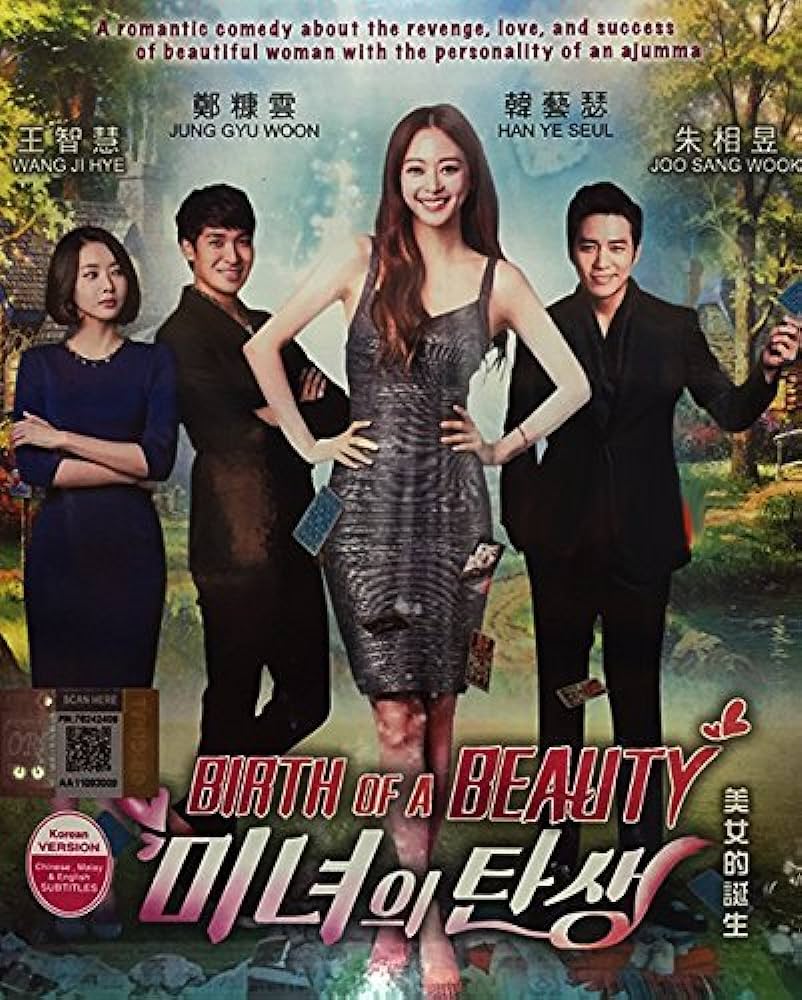 A romantic comedy about the revenge, love, and success
of beautiful woman with the personality of an ajumma
鄭糠雲
JUNG GYU WOON
韓藝瑟
HAN YE SEUL
王智慧
WANG JI HYE
朱相昱
JOO SANG WOOK
SCAN HERE
AA 11093009
BIRTH OF A BEAUTY
미녀의 탄생
美女的誕生
Korean
VERSION
Chinese, Malay
& English
SUBTITLES